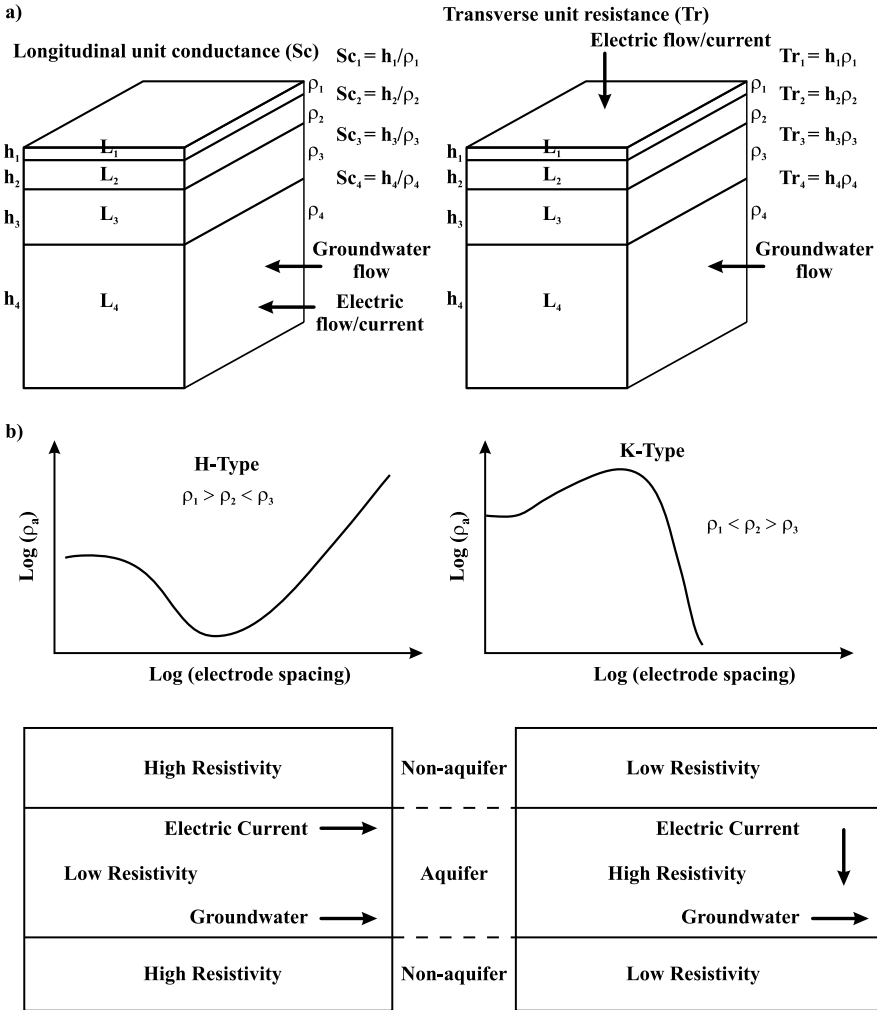 a)
Longitudinal unit conductance (Sc)
Sc₁ = h₁/ρ₁
Sc₂ = h₂/ρ₂
Sc₃ = h₃/ρ₃
Sc₄ = h₄/ρ₄
ρ₁
ρ₂
ρ₃
ρ₄
h₁
h₂
h₃
h₄
L₁
L₂
L₃
L₄
Groundwater
flow
Electric
flow/current
Transverse unit resistance (Tr)
Electric flow/current
Tr₁ = h₁ρ₁
Tr₂ = h₂ρ₂
Tr₃ = h₃ρ₃
Tr₄ = h₄ρ₄
ρ₁
ρ₂
ρ₃
ρ₄
h₁
h₂
h₃
h₄
L₁
L₂
L₃
L₄
Groundwater
flow
b)
H-Type
ρ₁ > ρ₂ < ρ₃
Log (ρₐ)
Log (electrode spacing)
K-Type
ρ₁ < ρ₂ > ρ₃
Log (ρₐ)
Log (electrode spacing)
High Resistivity
Non-aquifer
Low Resistivity
Electric Current
Low Resistivity
Groundwater
Aquifer
Electric Current
High Resistivity
Groundwater
High Resistivity
Non-aquifer
Low Resistivity